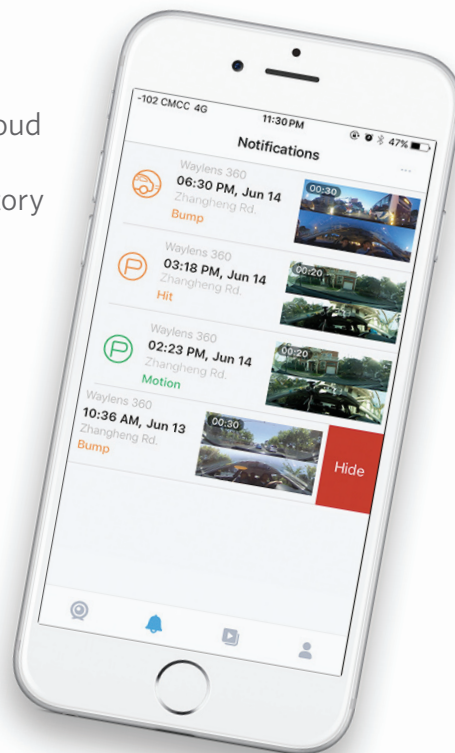 oud
tory
-102 CMCC 4G
11:30 PM
47%
Notifications
...
Waylens 360
06:30 PM, Jun 14
Zhangheng Rd.
Bump
00:30
Waylens 360
03:18 PM, Jun 14
Zhangheng Rd.
Hit
00:20
Waylens 360
02:23 PM, Jun 14
Zhangheng Rd.
Motion
00:20
Waylens 360
10:36 AM, Jun 13
Zhangheng Rd.
Bump
00:30
Hide